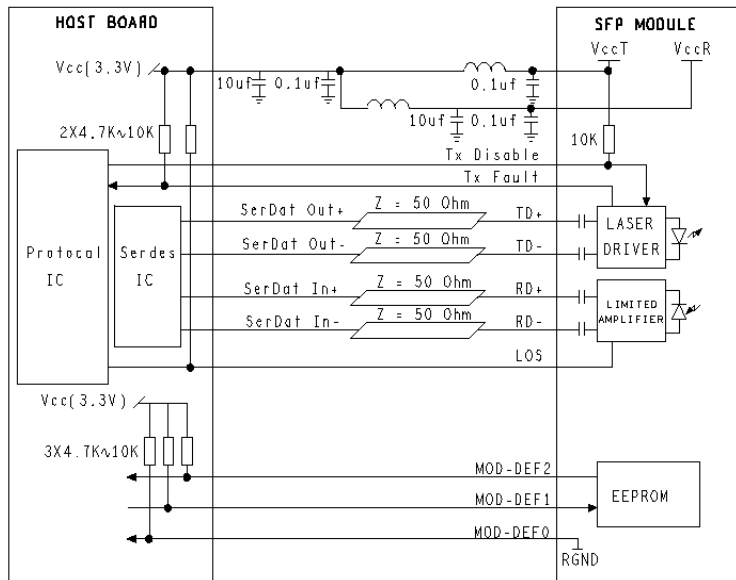 HOST BOARD
SFP MODULE
VccT
VccR
Vcc(3.3V)
10uf
0.1uf
0.1uf
10uf
0.1uf
2X4.7K~10K
10K
Tx Disable
Tx Fault
SerDat Out+
Z = 50 Ohm
TD+
SerDat Out-
Z = 50 Ohm
TD-
LASER
DRIVER
Protocal
IC
Serdes
IC
SerDat In+
Z = 50 Ohm
RD+
SerDat In-
Z = 50 Ohm
RD-
LIMITED
AMPLIFIER
LOS
Vcc(3.3V)
3X4.7K~10K
MOD-DEF2
MOD-DEF1
MOD-DEF0
EEPROM
RGND